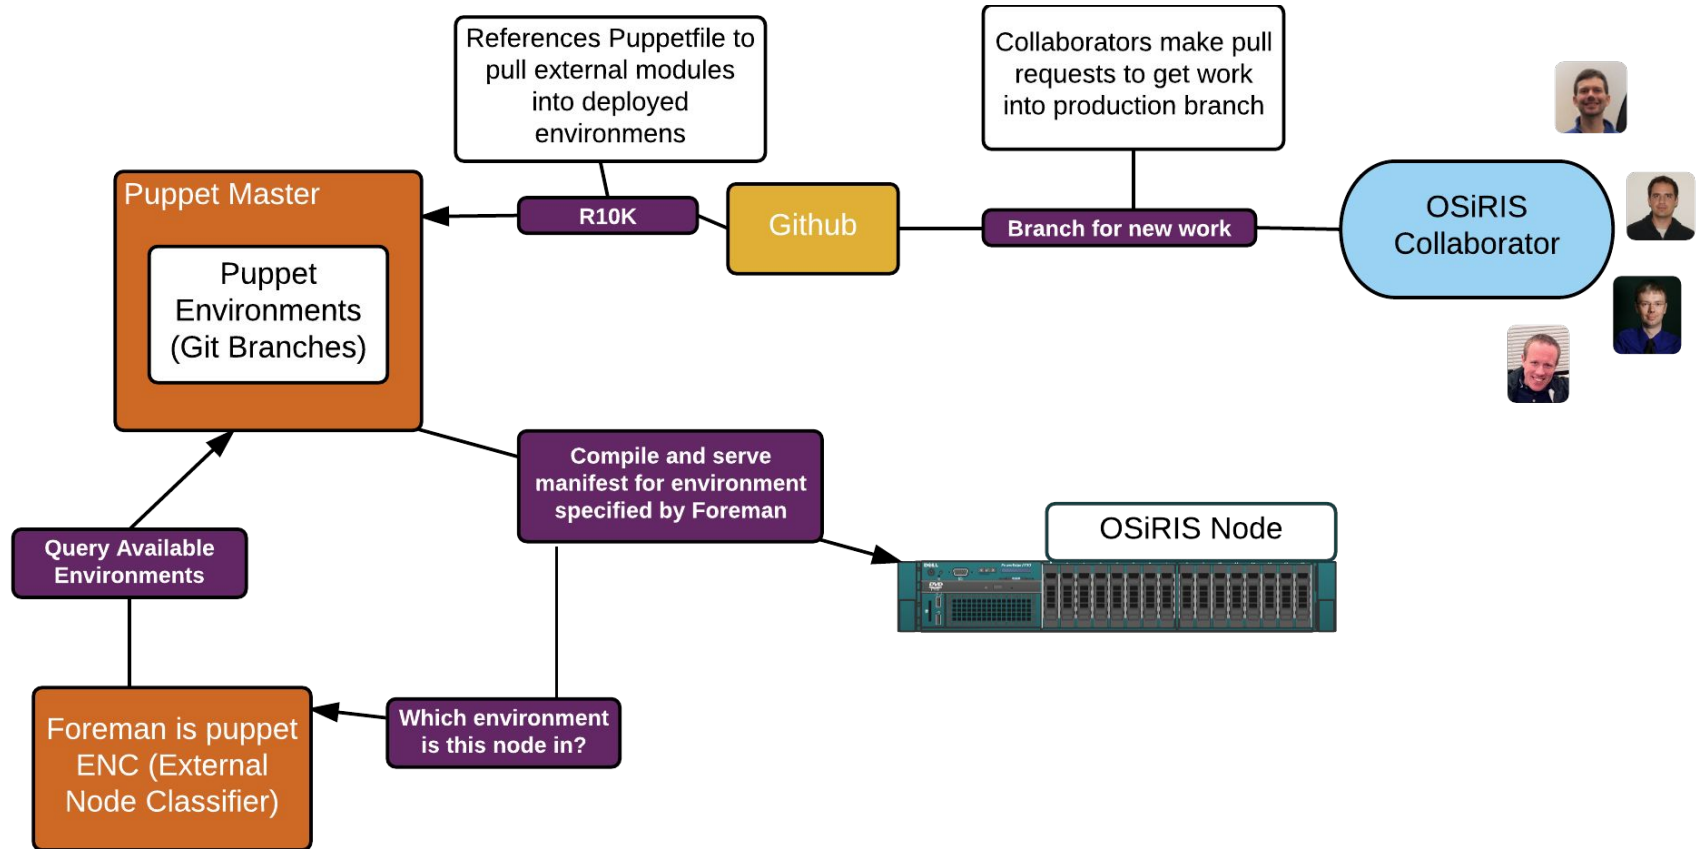 References Puppetfile to
pull external modules
into deployed
environmens
Collaborators make pull
requests to get work
into production branch
Puppet Master
R10K
Github
Branch for new work
OSiRIS
Collaborator
Puppet
Environments
(Git Branches)
Compile and serve
manifest for environment
specified by Foreman
OSiRIS Node
Query Available
Environments
DELL
DVD
Which environment
is this node in?
Foreman is puppet
ENC (External
Node Classifier)